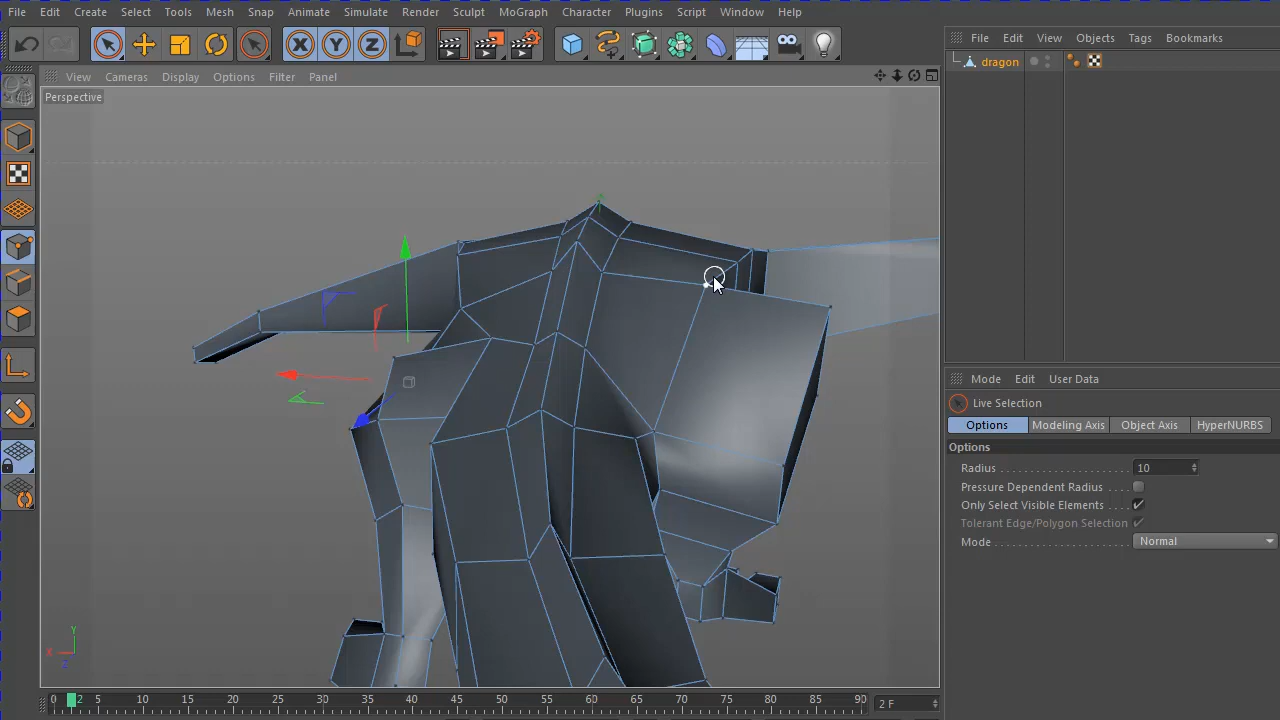 File Edit Create Select Tools Mesh Snap Animate Simulate Render Sculpt MoGraph Character Plugins Script Window Help
X Y Z
File Edit View Objects Tags Bookmarks
View Cameras Display Options Filter Panel
dragon
Perspective
Mode Edit User Data
Live Selection
Options Modeling Axis Object Axis HyperNURBS
Options
Radius 10
Pressure Dependent Radius
Only Select Visible Elements
Tolerant Edge/Polygon Selection
Mode Normal
Y
X
Z
0 2 5 10 15 20 25 30 35 40 45 50 55 60 65 70 75 80 85 90 2 F